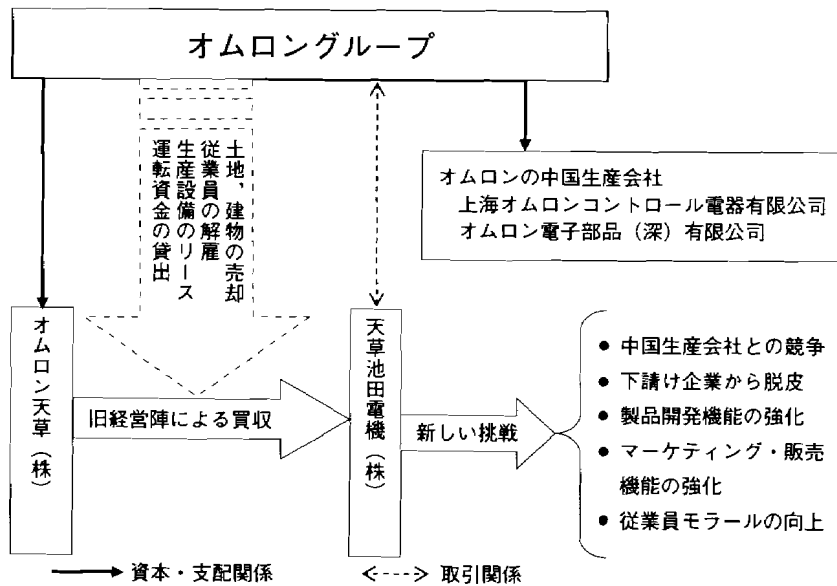 オムロングループ
土地、建物の売却
従業員の解雇
生産設備のリース
運転資金の貸出
オムロンの中国生産会社
上海オムロンコントロール電器有限公司
オムロン電子部品（深）有限公司
オムロン天草（株）
旧経営陣による買収
天草池田電機（株）
新しい挑戦
● 中国生産会社との競争
● 下請け企業から脱皮
● 製品開発機能の強化
● マーケティング・販売
機能の強化
● 従業員モラールの向上
資本・支配関係
取引関係